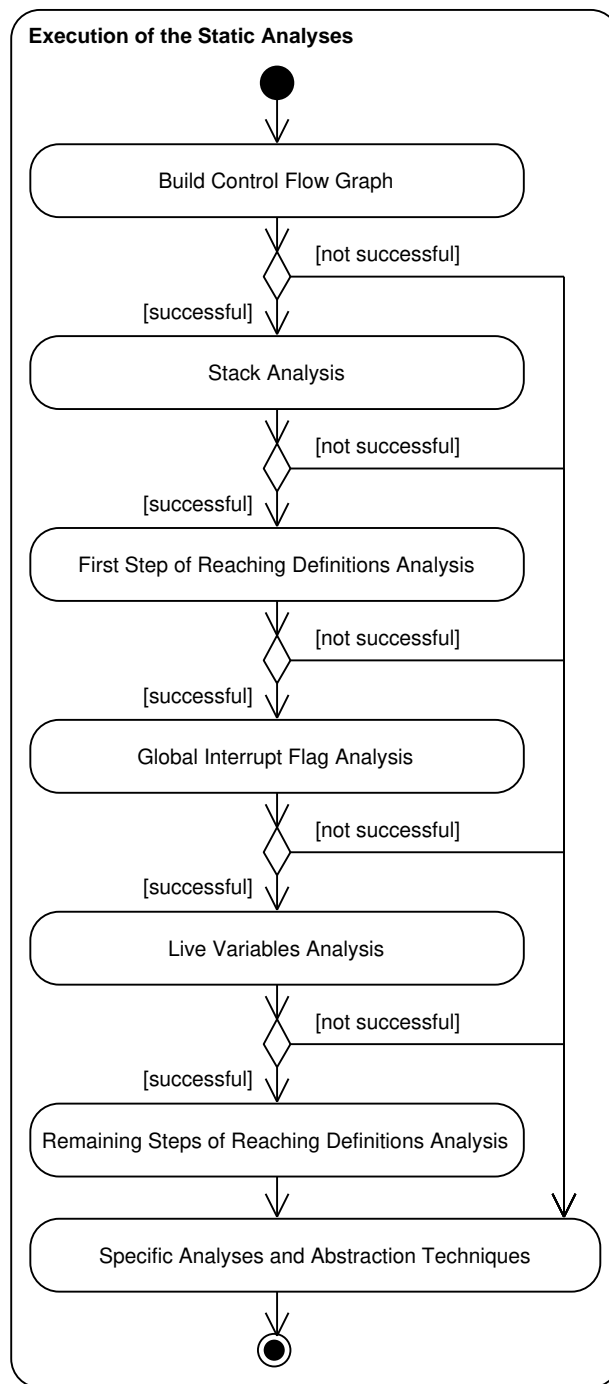 Execution of the Static Analyses
Build Control Flow Graph
[not successful]
[successful]
Stack Analysis
[not successful]
[successful]
First Step of Reaching Definitions Analysis
[not successful]
[successful]
Global Interrupt Flag Analysis
[not successful]
[successful]
Live Variables Analysis
[not successful]
[successful]
Remaining Steps of Reaching Definitions Analysis
Specific Analyses and Abstraction Techniques